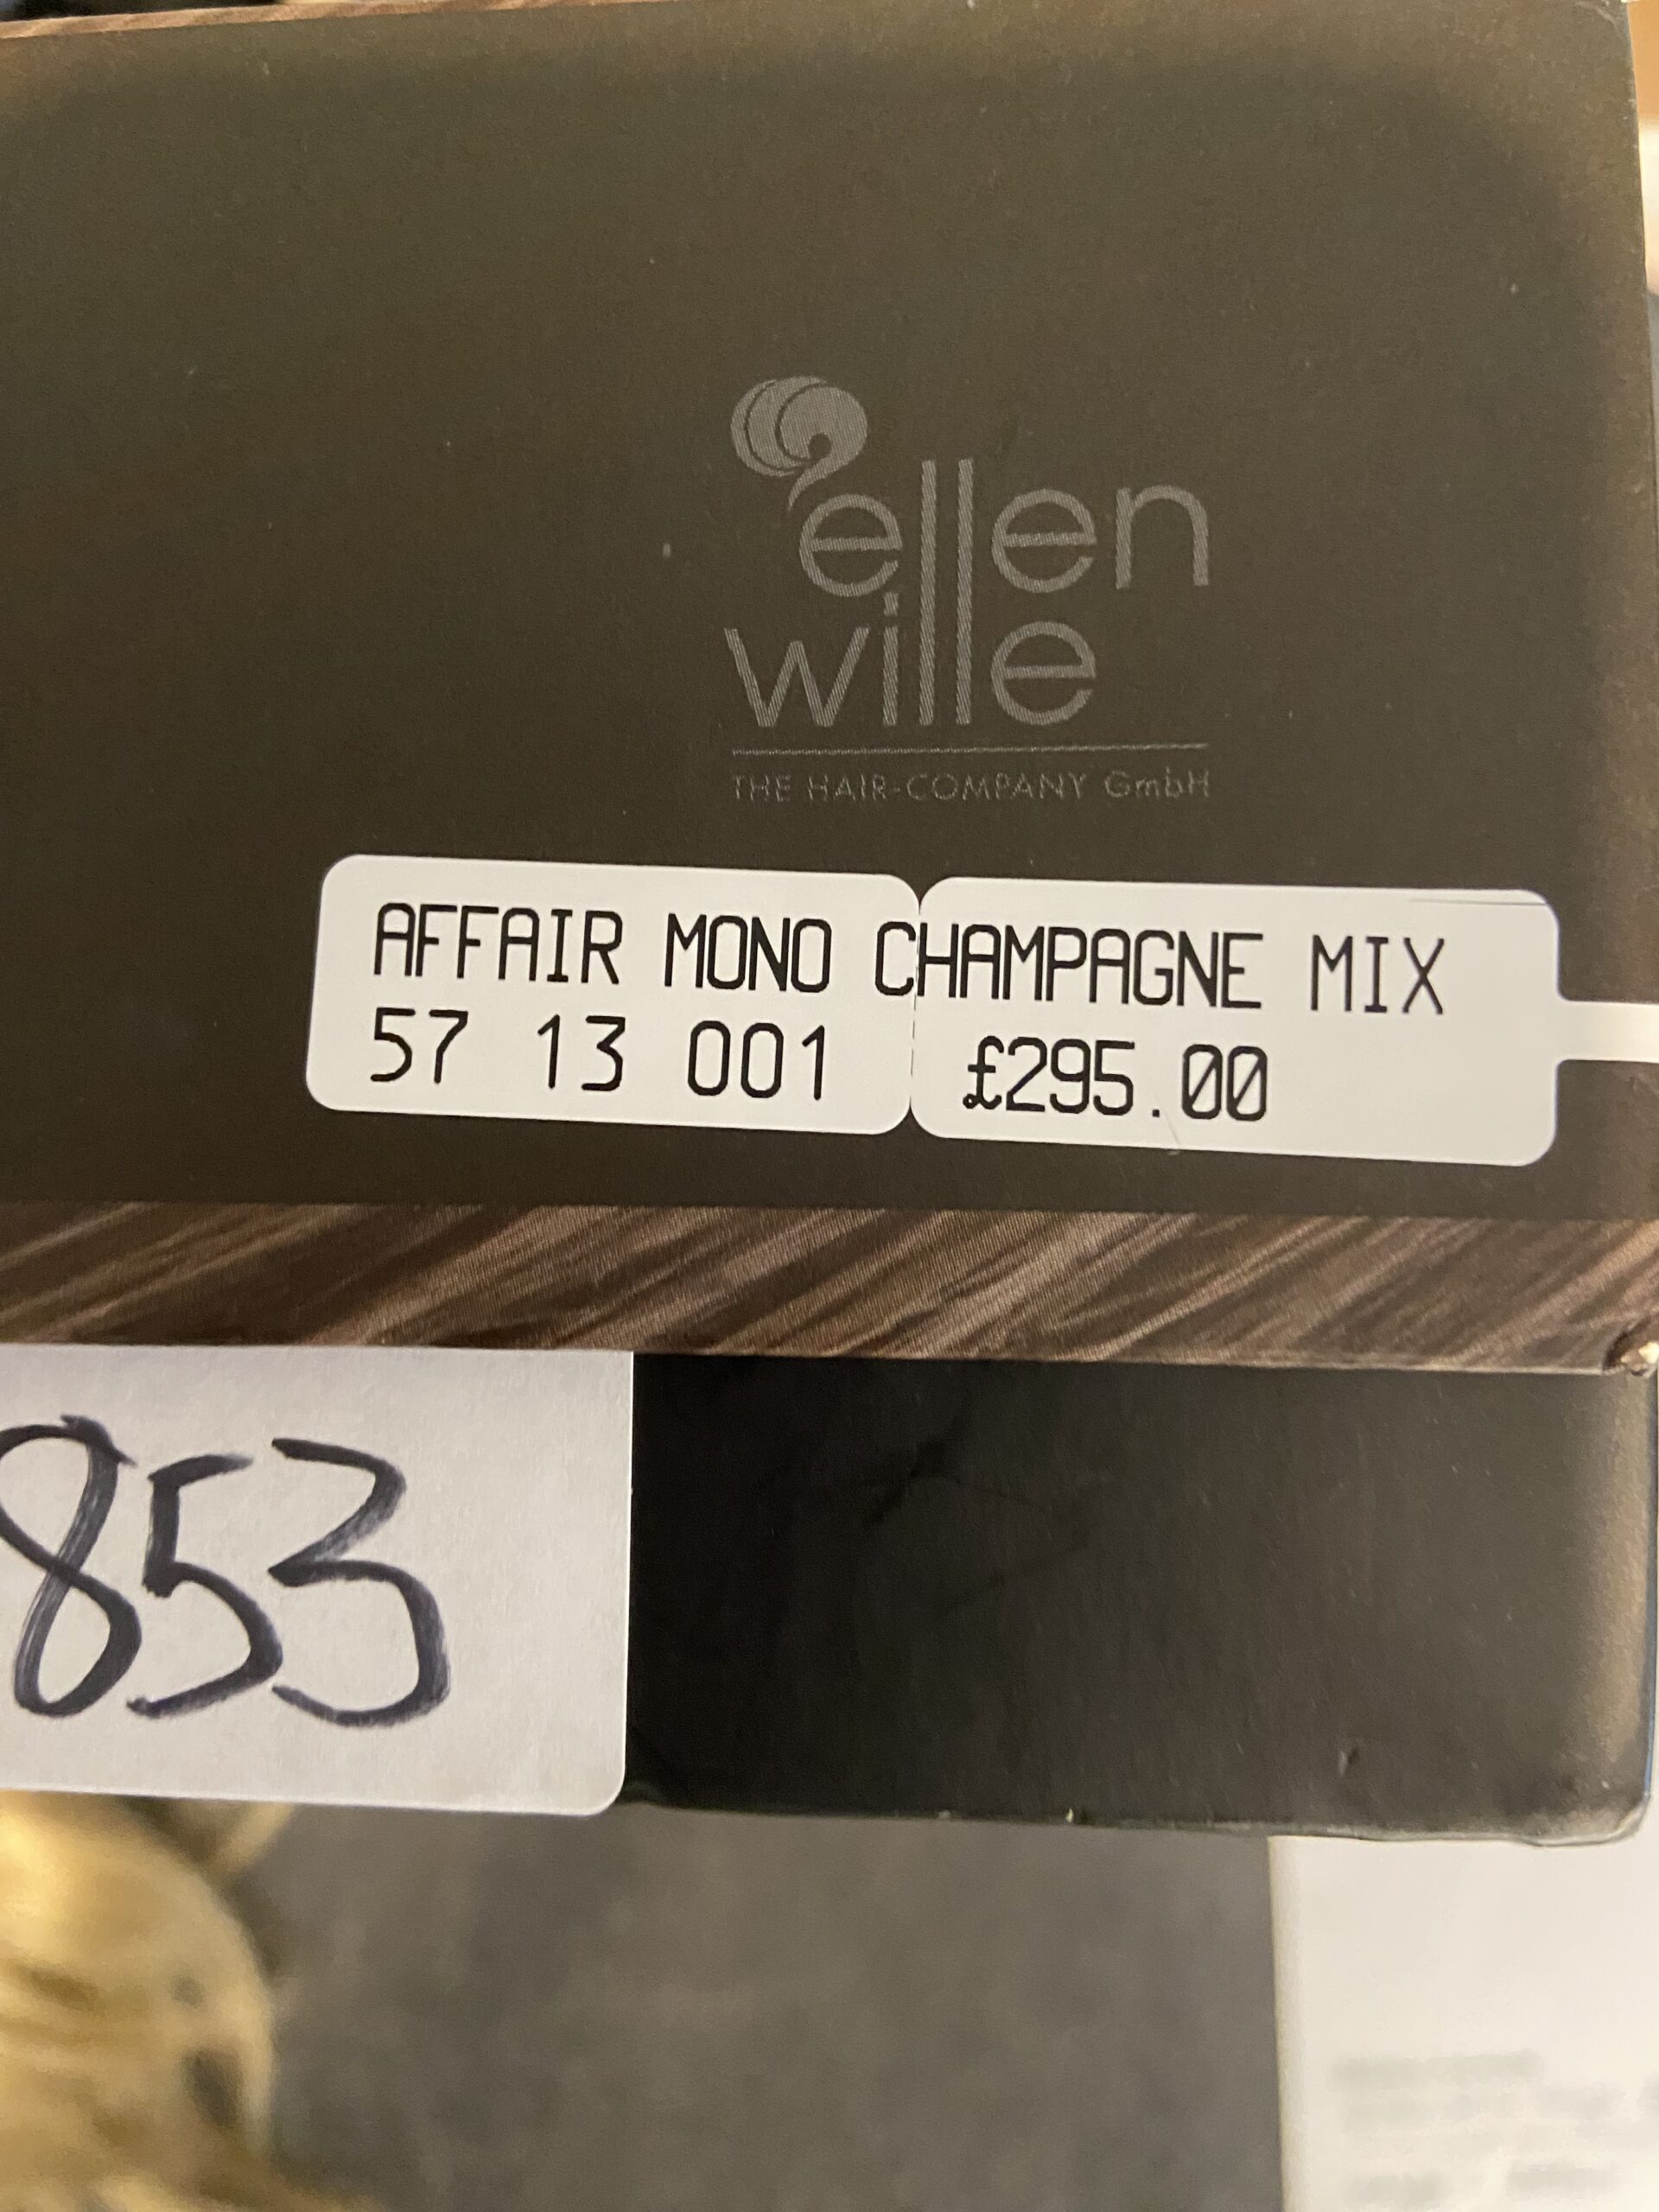 ellen
wille
THE HAIR-COMPANY GmbH
AFFAIR MONO CHAMPAGNE MIX
57 13 001 £295.00
853